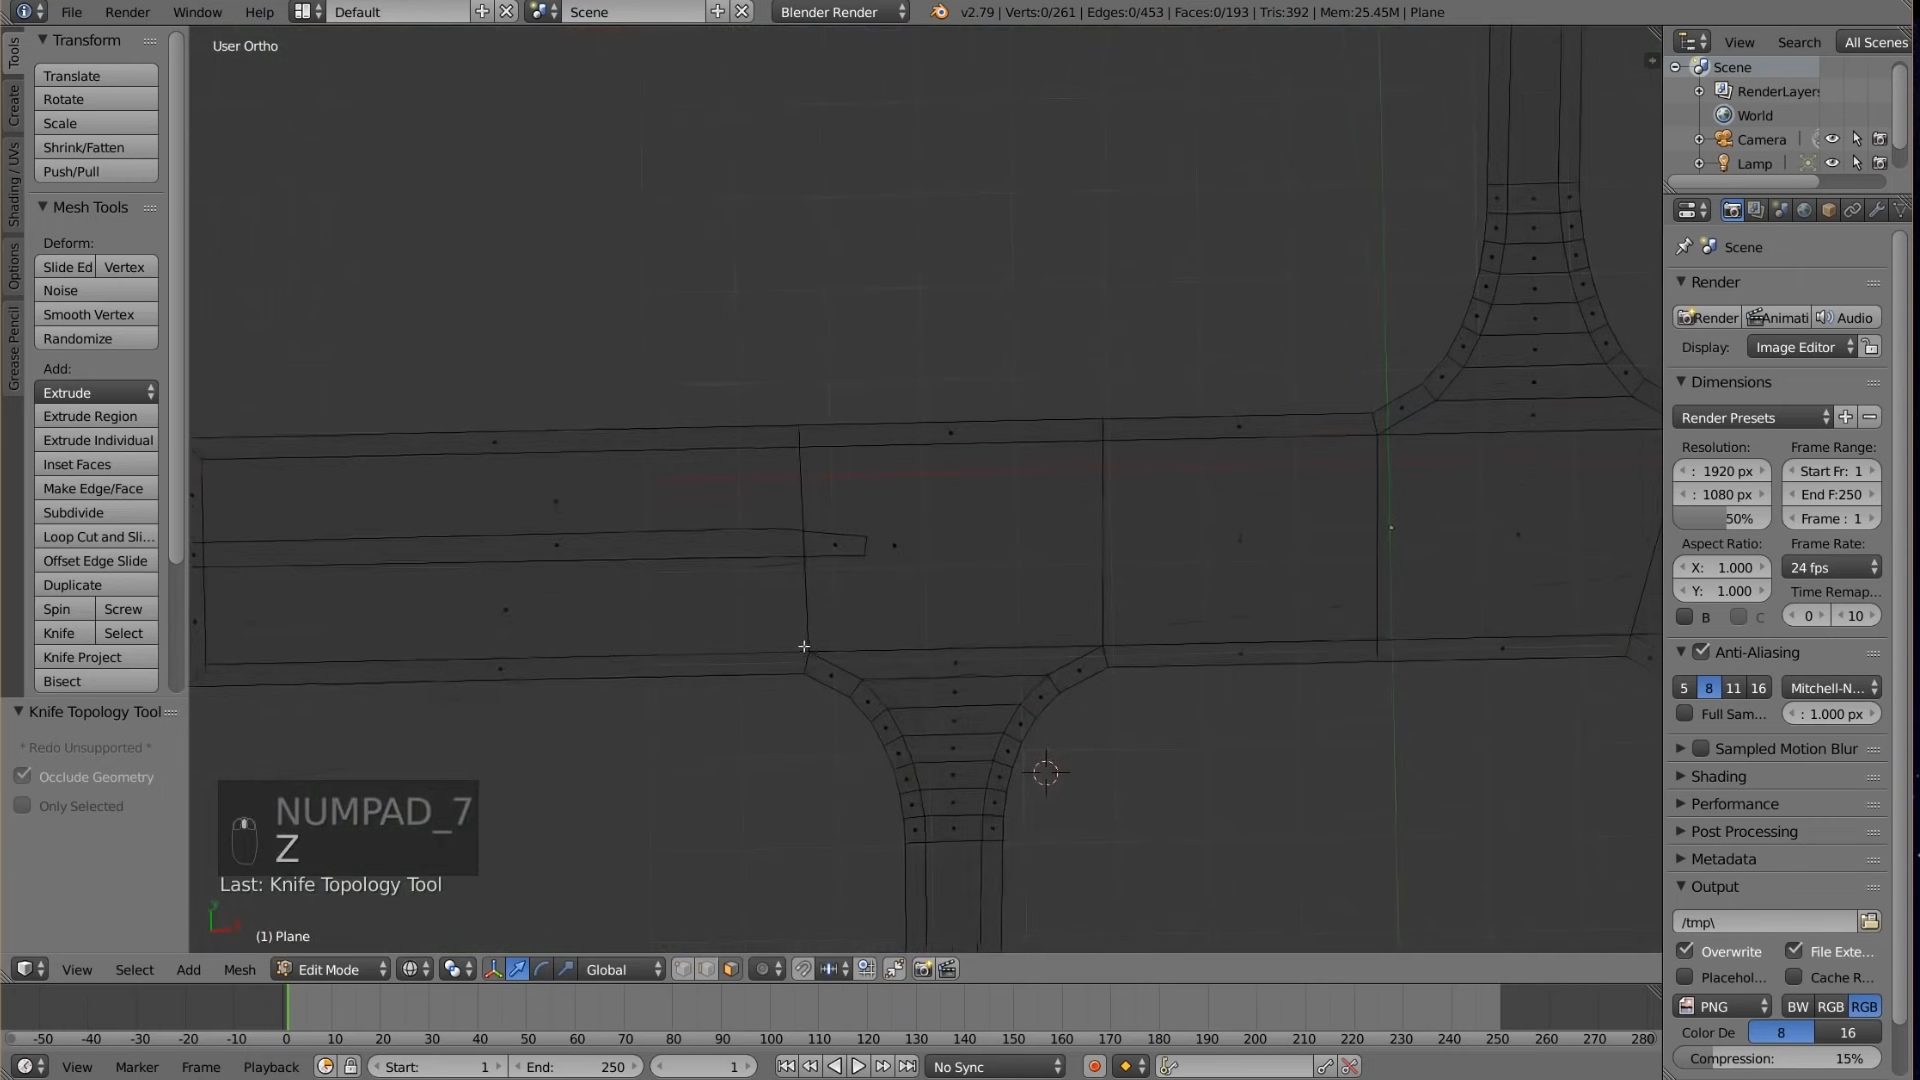 File Render Window Help Default Scene Blender Render v2.79 | Verts:0/261 | Edges:0/453 | Faces:0/193 | Tris:392 | Mem:25.45M | Plane
User Ortho
Tools
Create
Shading / UVs
Options
Grease Pencil
Transform
Translate
Rotate
Scale
Shrink/Fatten
Push/Pull
Mesh Tools
Deform:
Slide Ed Vertex
Noise
Smooth Vertex
Randomize
Add:
Extrude
Extrude Region
Extrude Individual
Inset Faces
Make Edge/Face
Subdivide
Loop Cut and Sli...
Offset Edge Slide
Duplicate
Spin Screw
Knife Select
Knife Project
Bisect
Knife Topology Tool
* Redo Unsupported *
Occlude Geometry
Only Selected
NUMPAD_7
Z
Last: Knife Topology Tool
(1) Plane
View Search All Scenes
Scene
RenderLayers
World
Camera
Lamp
Scene
Render
Render Animati Audio
Display: Image Editor
Dimensions
Render Presets
Resolution: Frame Range:
: 1920 px Start Fr: 1
: 1080 px End F:250
50% Frame : 1
Aspect Ratio: Frame Rate:
X: 1.000 24 fps
Y: 1.000 Time Remap...
B C 0 10
Anti-Aliasing
5 8 11 16 Mitchell-N...
Full Sam... : 1.000 px
Sampled Motion Blur
Shading
Performance
Post Processing
Metadata
Output
/tmp\
Overwrite File Exte...
Placehol... Cache R...
PNG BW RGB RGB
Color De 8 16
Compression: 15%
View Select Add Mesh Edit Mode Global
-50 -40 -30 -20 -10 0 10 20 30 40 50 60 70 80 90 100 110 120 130 140 150 160 170 180 190 200 210 220 230 240 250 260 270 280
View Marker Frame Playback Start: 1 End: 250 1 No Sync